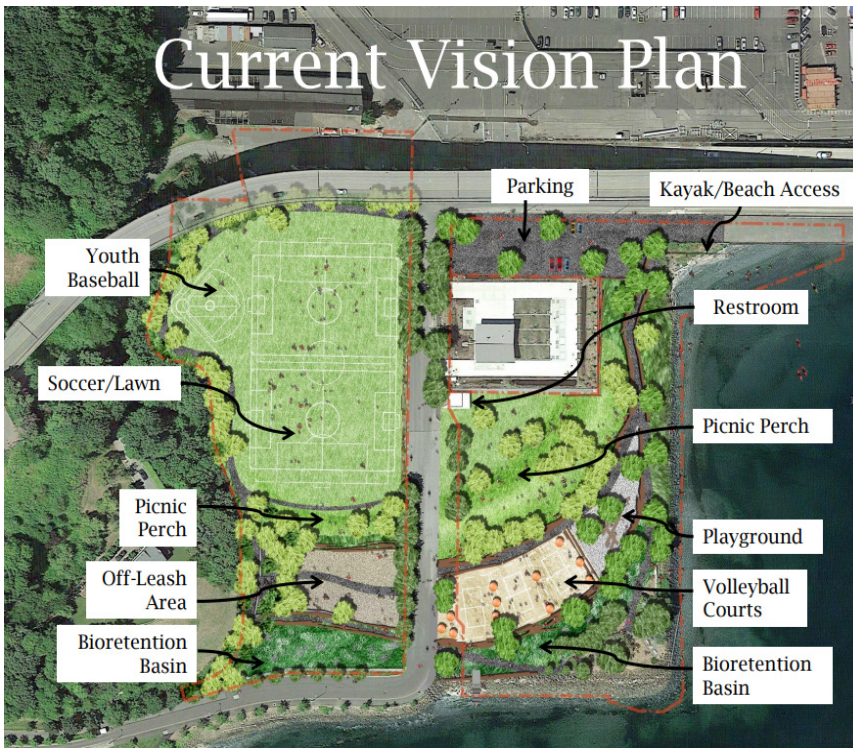 Current Vision Plan
Parking
Kayak/Beach Access
Youth
Baseball
Restroom
Soccer/Lawn
Picnic Perch
Picnic
Perch
Playground
Off-Leash
Area
Volleyball
Courts
Bioretention
Basin
Bioretention
Basin